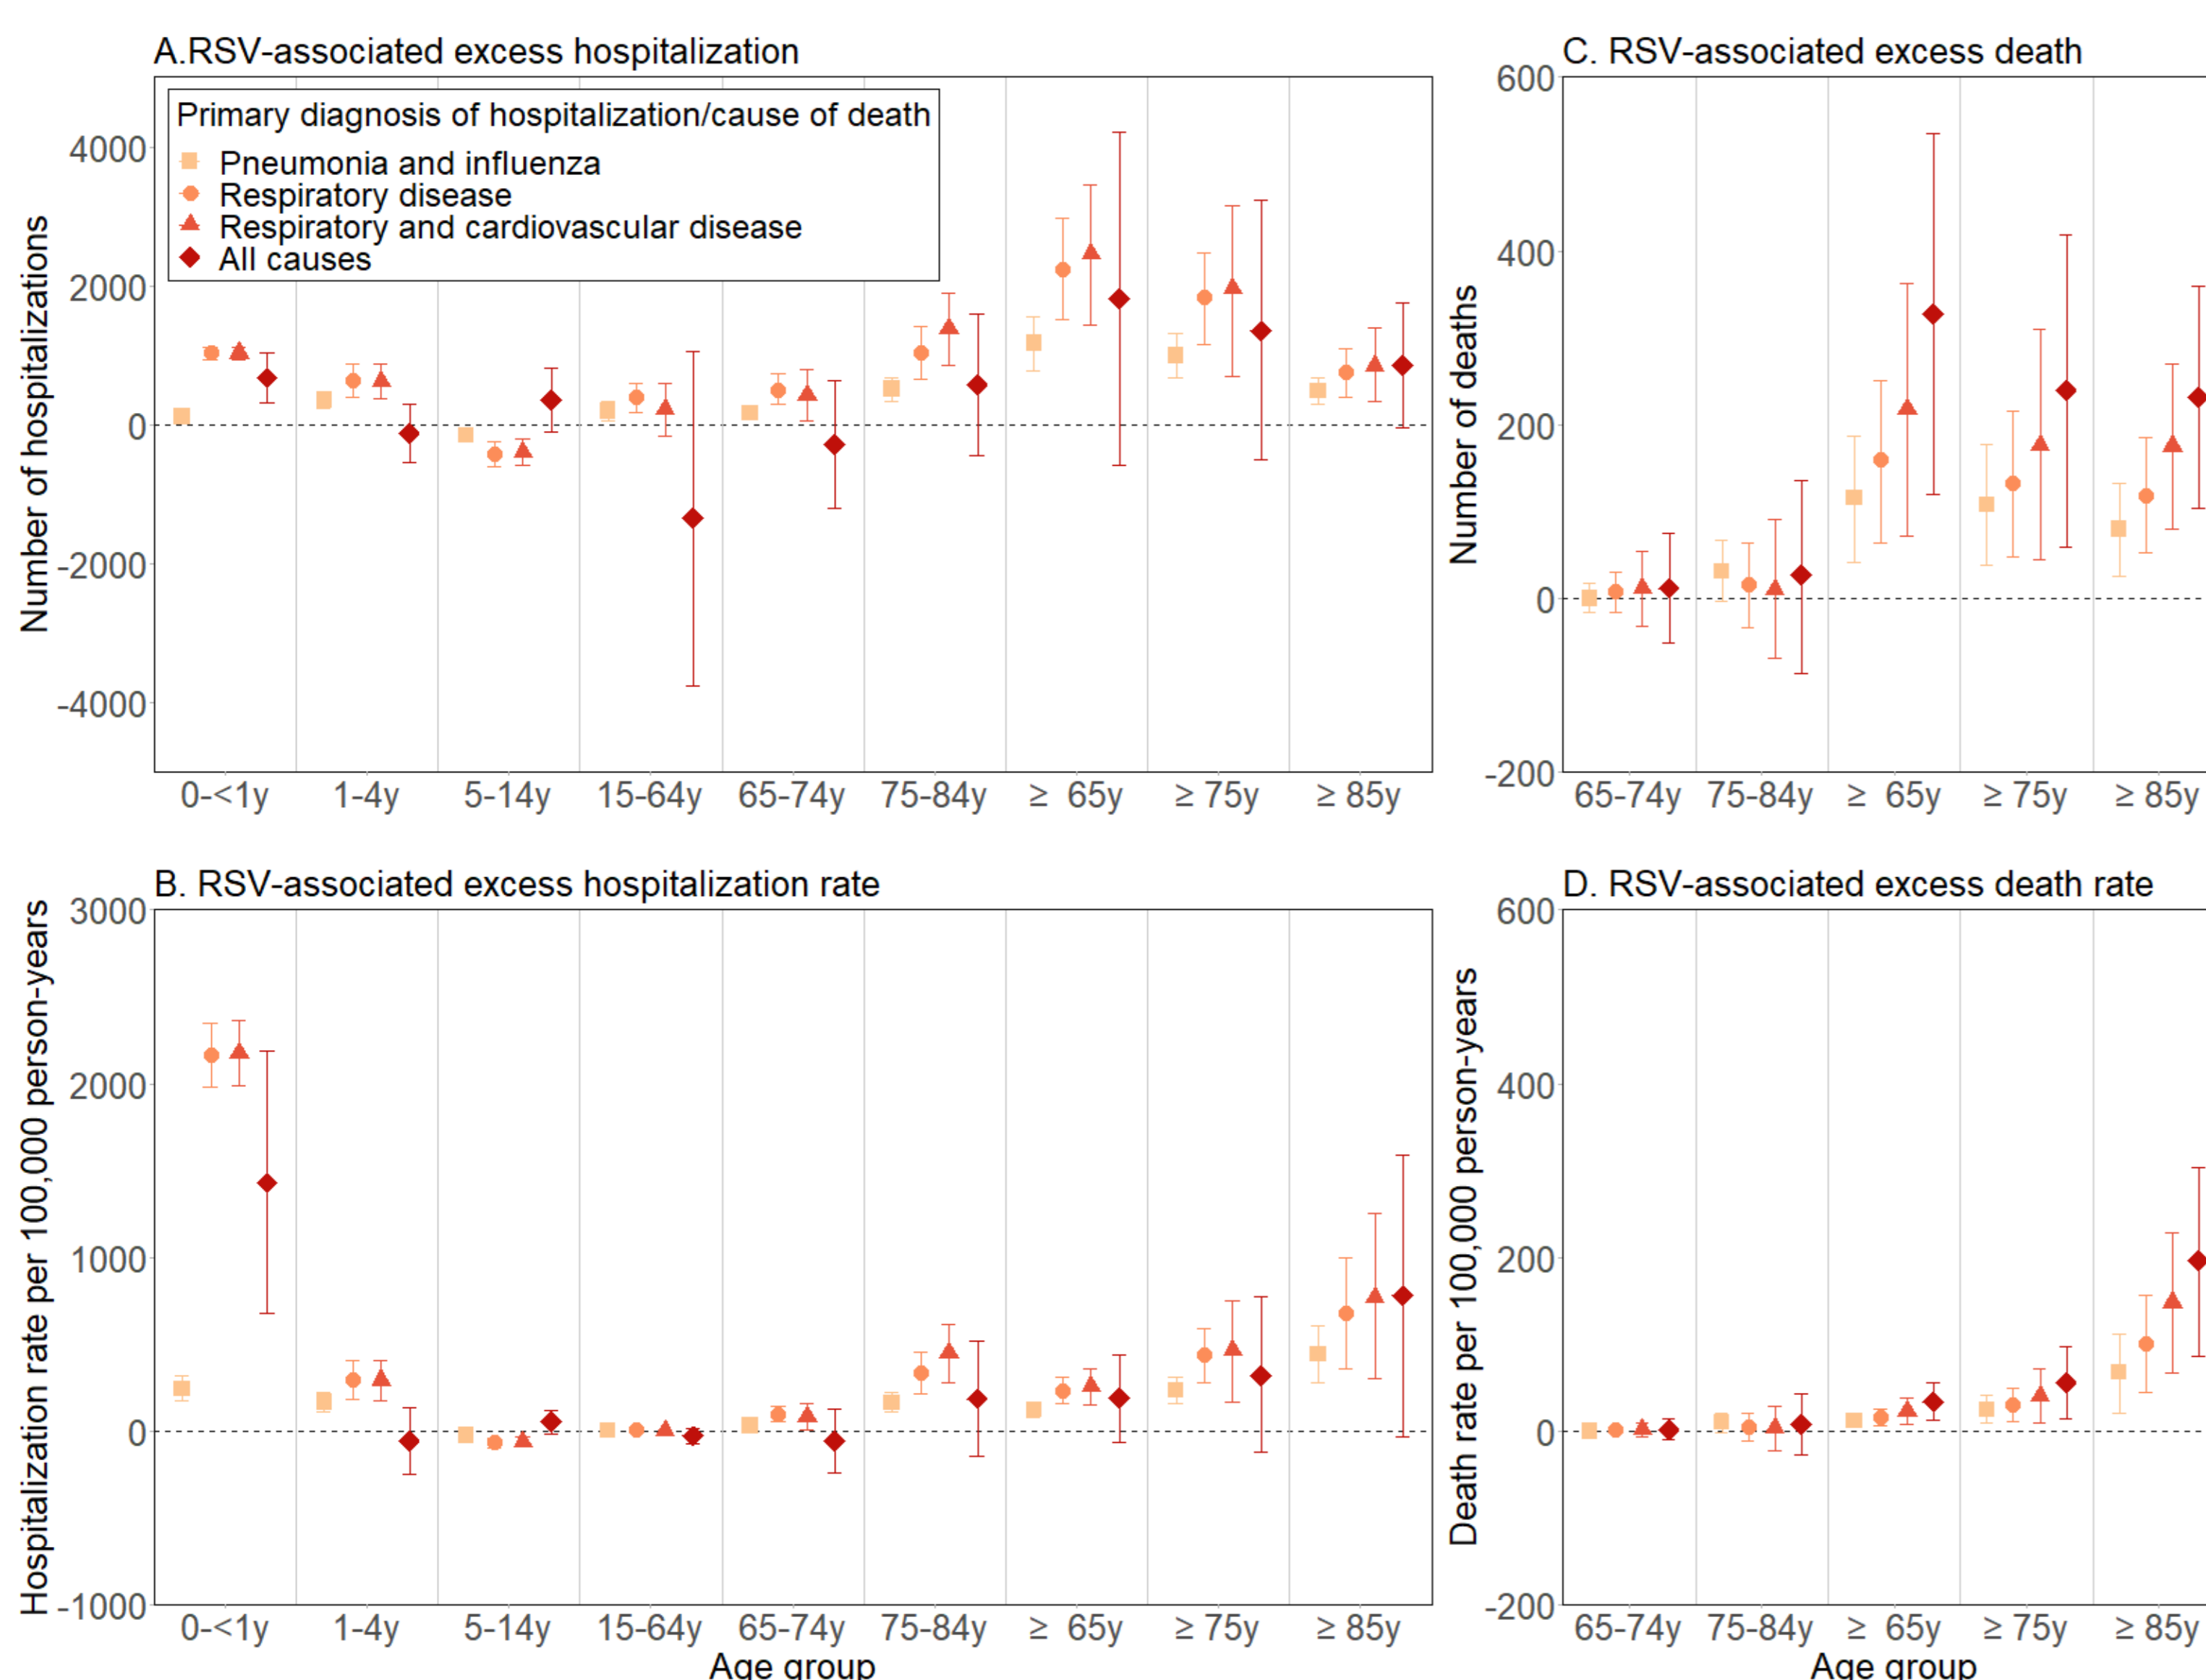 A.RSV-associated excess hospitalization
Number of hospitalizations
4000
2000
0
-2000
-4000
Primary diagnosis of hospitalization/cause of death
Pneumonia and influenza
Respiratory disease
Respiratory and cardiovascular disease
All causes
0-<1y 1-4y 5-14y 15-64y 65-74y 75-84y ≥ 65y ≥ 75y ≥ 85y
C. RSV-associated excess death
Number of deaths
600
400
200
0
-200
65-74y 75-84y ≥ 65y ≥ 75y ≥ 85y
B. RSV-associated excess hospitalization rate
Hospitalization rate per 100,000 person-years
3000
2000
1000
0
-1000
0-<1y 1-4y 5-14y 15-64y 65-74y 75-84y ≥ 65y ≥ 75y ≥ 85y
Age group
D. RSV-associated excess death rate
Death rate per 100,000 person-years
600
400
200
0
-200
65-74y 75-84y ≥ 65y ≥ 75y ≥ 85y
Age group